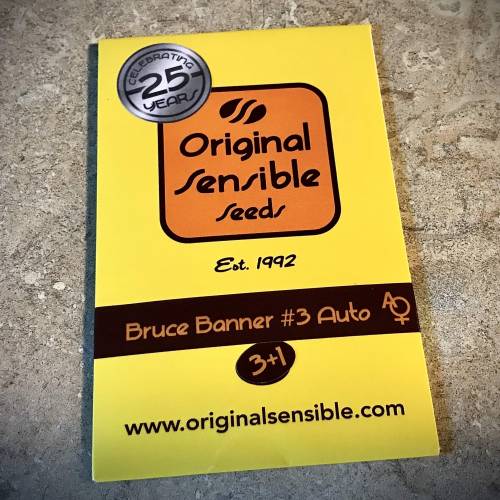 CELEBRATING
25
YEARS
Original
Sensible
Seeds
Est. 1992
Bruce Banner #3 Auto A
3+1
www.originalsensible.com